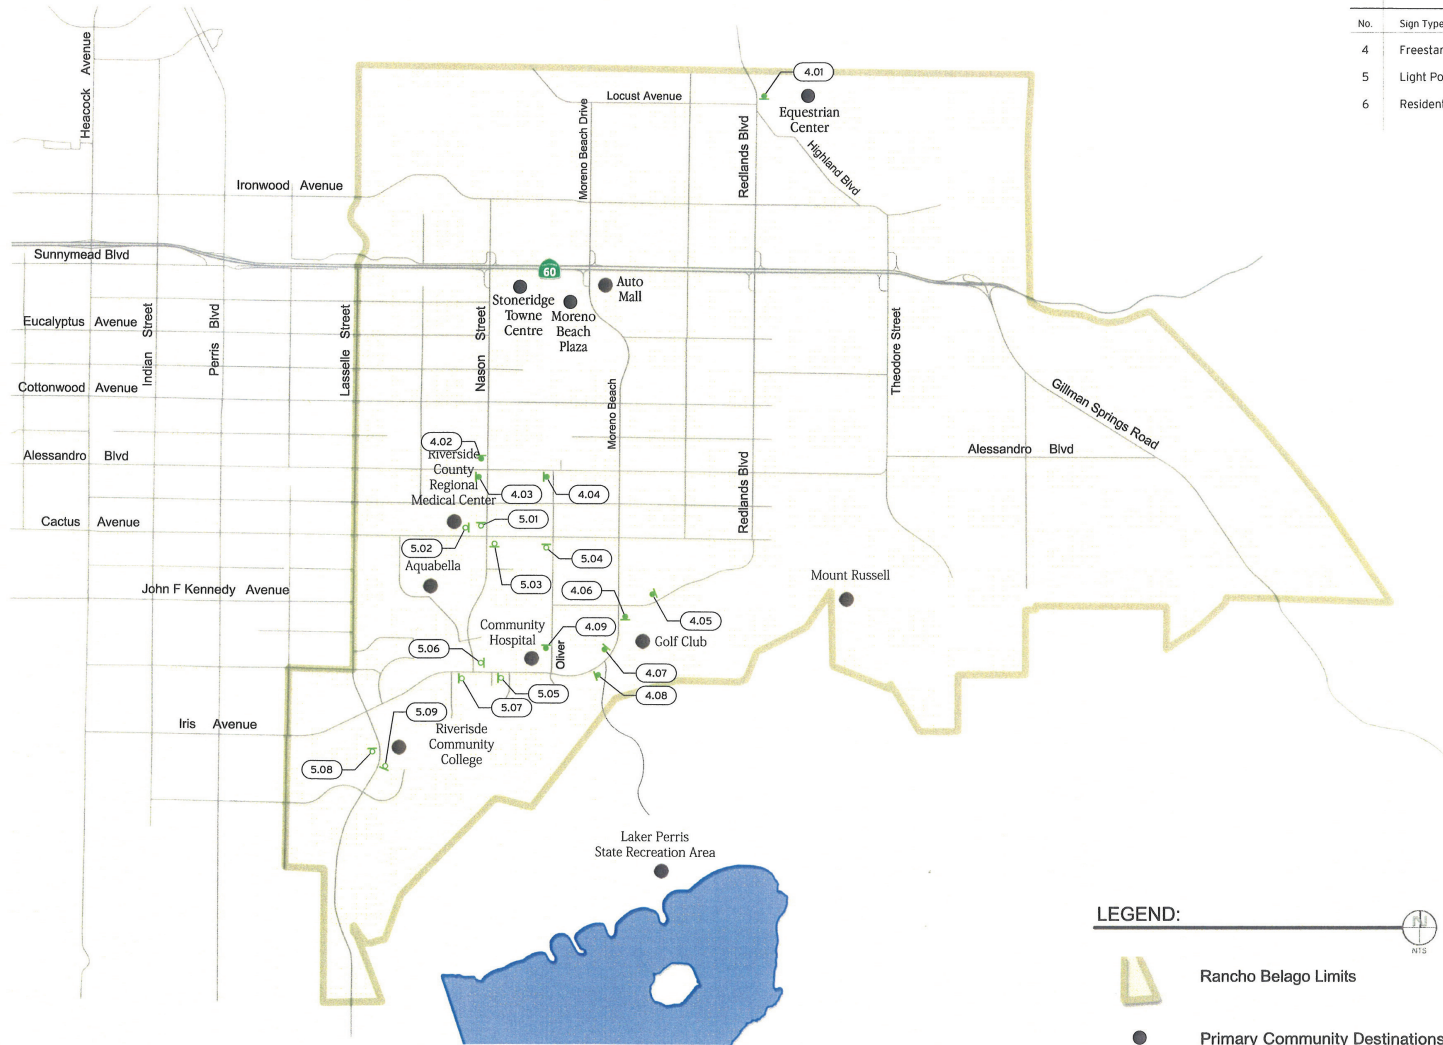 No. Sign Type
4 Freestan
5 Light Po
6 Resident
4.01
Equestrian
Center
Heacock Avenue
Locust Avenue
Moreno Beach Drive
Redlands Blvd
Highland Blvd
Ironwood Avenue
Sunnymead Blvd
60
Auto
Mall
Stoneridge
Towne
Centre
Moreno
Beach
Plaza
Eucalyptus Avenue
Indian Street
Perris Blvd
Lasselle Street
Nason Street
Theodore Street
Cottonwood Avenue
Moreno Beach
Gillman Springs Road
4.02
Riverside
County
Regional
Medical Center
Alessandro Blvd
Alessandro Blvd
Redlands Blvd
4.03
4.04
Cactus Avenue
5.01
5.02
5.04
Aquabella
5.03
Mount Russell
John F Kennedy Avenue
4.06
4.05
Community
Hospital
4.09
Golf Club
5.06
Oliver
4.07
5.05
4.08
5.07
5.09
Iris Avenue
Riverisde
Community
College
5.08
Laker Perris
State Recreation Area
LEGEND:
N
NTS
Rancho Belago Limits
Primary Community Destinations